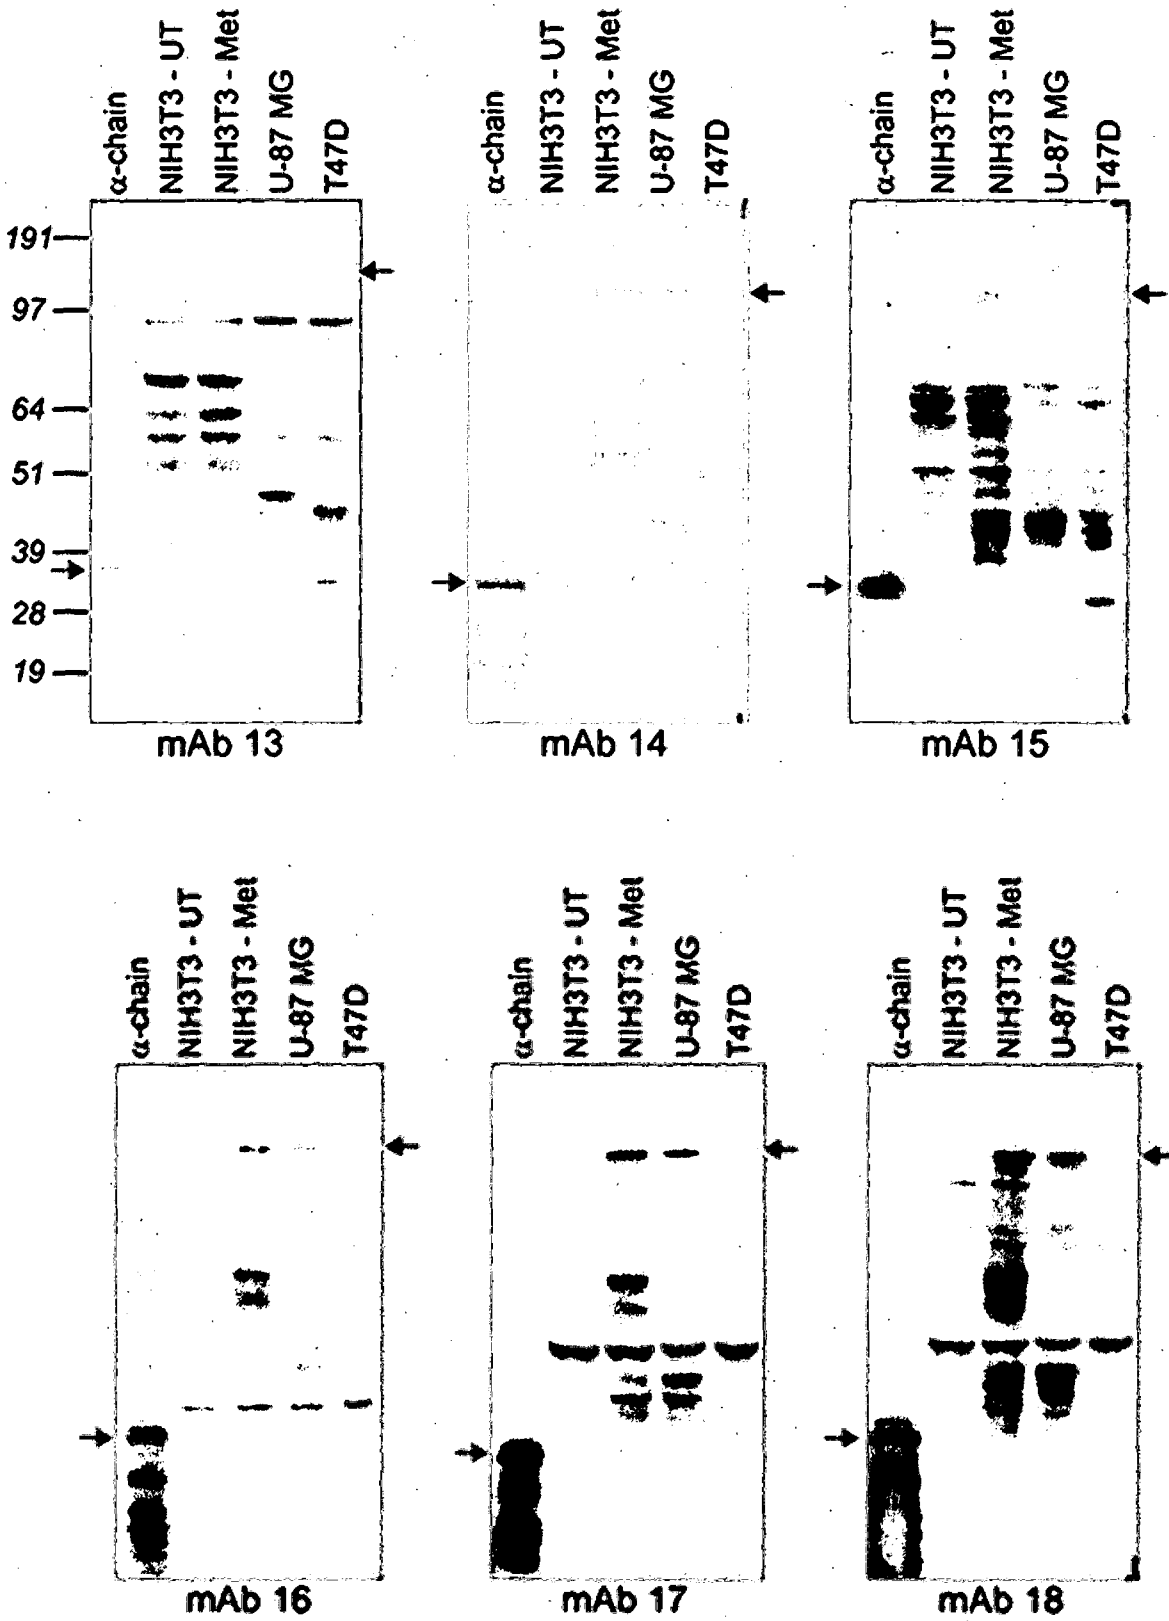 α-chain
NIH3T3 - UT
NIH3T3 - Met
U-87 MG
T47D
α-chain
NIH3T3 - UT
NIH3T3 - Met
U-87 MG
T47D
α-chain
NIH3T3 - UT
NIH3T3 - Met
U-87 MG
T47D
191
97
64
51
39
28
19
mAb 13
mAb 14
mAb 15
α-chain
NIH3T3 - UT
NIH3T3 - Met
U-87 MG
T47D
α-chain
NIH3T3 - UT
NIH3T3 - Met
U-87 MG
T47D
α-chain
NIH3T3 - UT
NIH3T3 - Met
U-87 MG
T47D
mAb 16
mAb 17
mAb 18